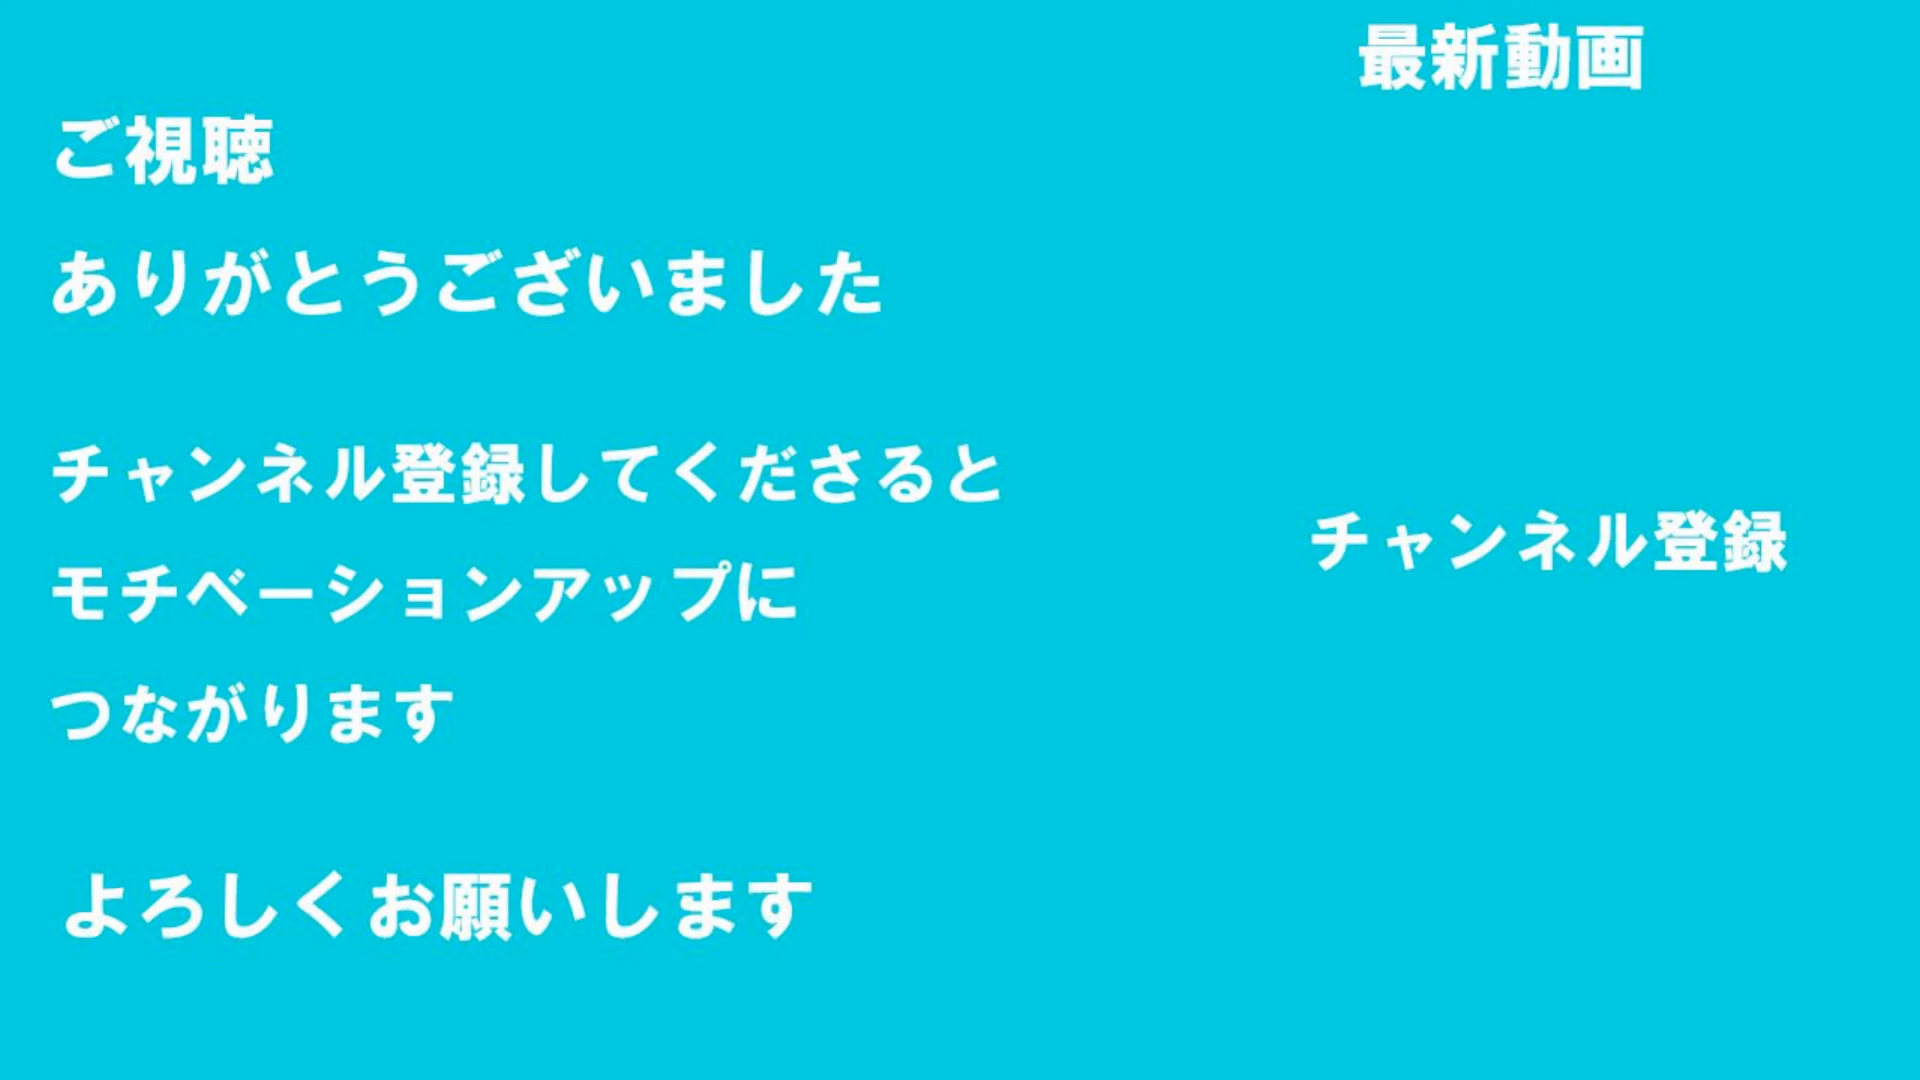 最新動画
ご視聴
ありがとうございました
チャンネル登録してくださると
モチベーションアップに
つながります
チャンネル登録
よろしくお願いします